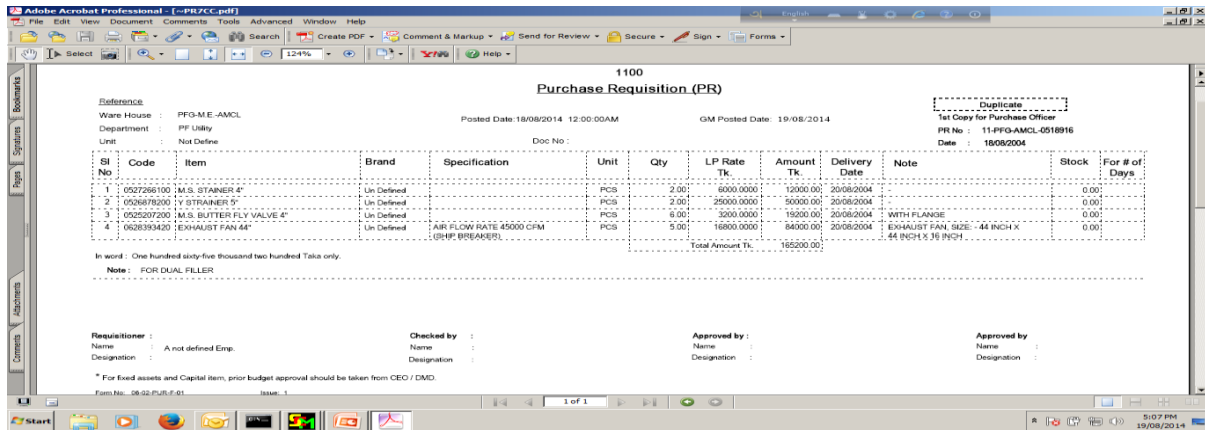 Adobe Acrobat Professional - [~PR7CC.pdf]
English
File Edit View Document Comments Tools Advanced Window Help
Search Create PDF Comment & Markup Send for Review Secure Sign Forms
Select 124% Help
Bookmarks
Signatures
Pages
Attachments
Comments
1100
Purchase Requisition (PR)
Reference
Duplicate
Ware House : PFG-M.E.-AMCL Posted Date:18/08/2014 12:00:00AM GM Posted Date: 19/08/2014 1st Copy for Purchase Officer
Department : PF Utility PR No : 11-PFG-AMCL-0518916
Unit : Not Define Doc No : Date : 18/08/2004
Sl No Code Item Brand Specification Unit Qty LP Rate Tk. Amount Tk. Delivery Date Note Stock For # of Days
1 0527266100 M.S. STAINER 4" Un Defined PCS 2.00 6000.0000 12000.00 20/08/2004 - 0.00
2 0526878200 Y STRAINER 5" Un Defined PCS 2.00 25000.0000 50000.00 20/08/2004 - 0.00
3 0525207200 M.S. BUTTER FLY VALVE 4" Un Defined PCS 6.00 3200.0000 19200.00 20/08/2004 WITH FLANGE 0.00
4 0628393420 EXHAUST FAN 44" Un Defined AIR FLOW RATE 45000 CFM PCS 5.00 16800.0000 84000.00 20/08/2004 EXHAUST FAN, SIZE: - 44 INCH X 0.00
(SHIP BREAKER) 44 INCH X 16 INCH
Total Amount Tk. 165200.00
In word : One hundred sixty-five thousand two hundred Taka only.
Note : FOR DUAL FILLER
Requisitioner : Checked by : Approved by : Approved by
Name : A not defined Emp. Name : Name : Name :
Designation : Designation : Designation : Designation :
* For fixed assets and Capital item, prior budget approval should be taken from CEO / DMD.
Form No: 06-02-PUR-F-01 Issue: 1
1 of 1
Start
5:07 PM
19/08/2014